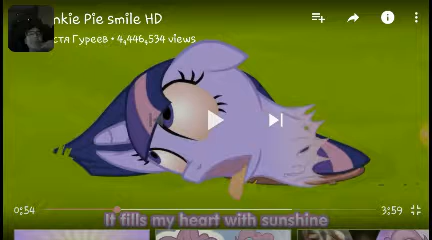 nkie Pie smile HD
стя Гуреев • 4,446,534 views
0:54
3:59
It fills my heart with sunshine